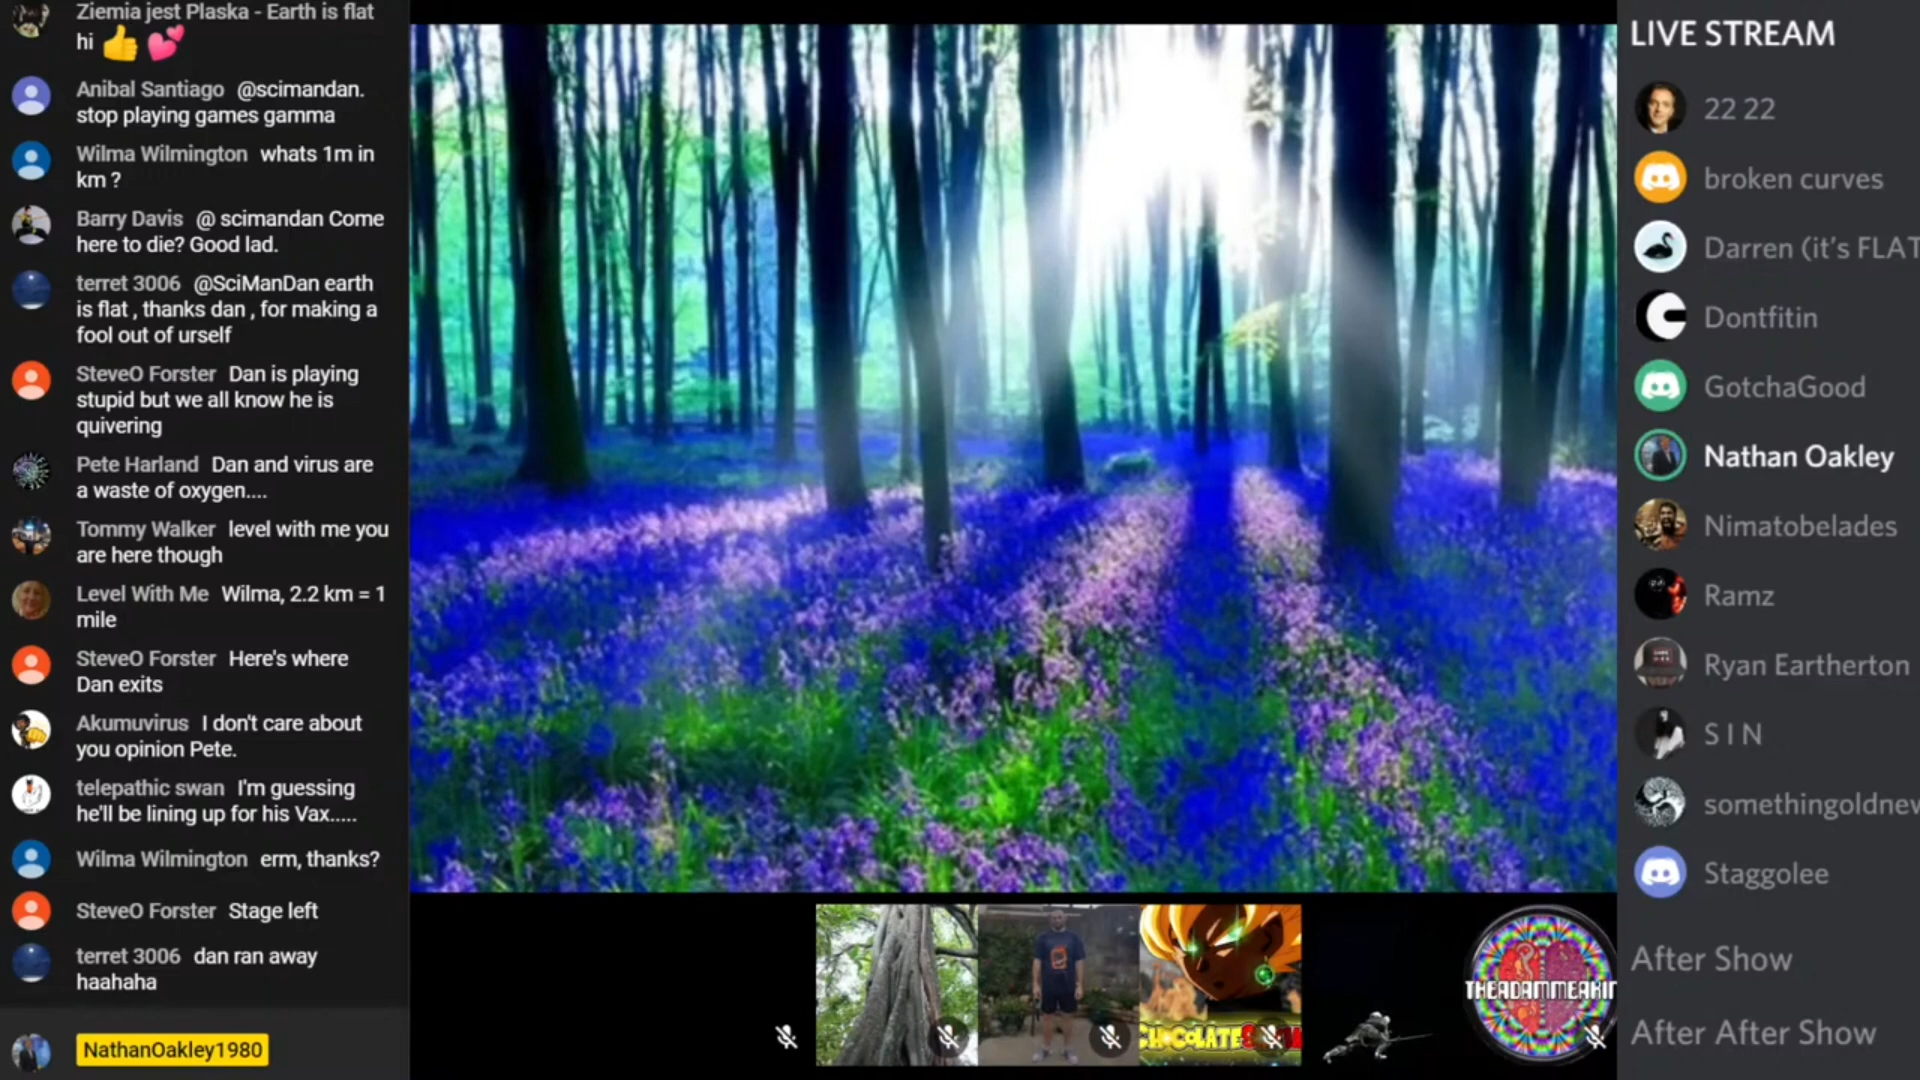 Ziemia jest Plaska - Earth is flat
hi
Anibal Santiago @scimandan.
stop playing games gamma
Wilma Wilmington whats 1m in
km ?
Barry Davis @ scimandan Come
here to die? Good lad.
terret 3006 @SciManDan earth
is flat , thanks dan , for making a
fool out of urself
SteveO Forster Dan is playing
stupid but we all know he is
quivering
Pete Harland Dan and virus are
a waste of oxygen....
Tommy Walker level with me you
are here though
Level With Me Wilma, 2.2 km = 1
mile
SteveO Forster Here's where
Dan exits
Akumuvirus I don't care about
you opinion Pete.
telepathic swan I'm guessing
he'll be lining up for his Vax.....
Wilma Wilmington erm, thanks?
SteveO Forster Stage left
terret 3006 dan ran away
haahaha
NathanOakley1980
THEADAMMEAKIN
LIVE STREAM
22 22
broken curves
Darren (it's FLAT
Dontfitin
GotchaGood
Nathan Oakley
Nimatobelades
Ramz
Ryan Eartherton
S I N
somethingoldnew
Staggolee
After Show
After After Show